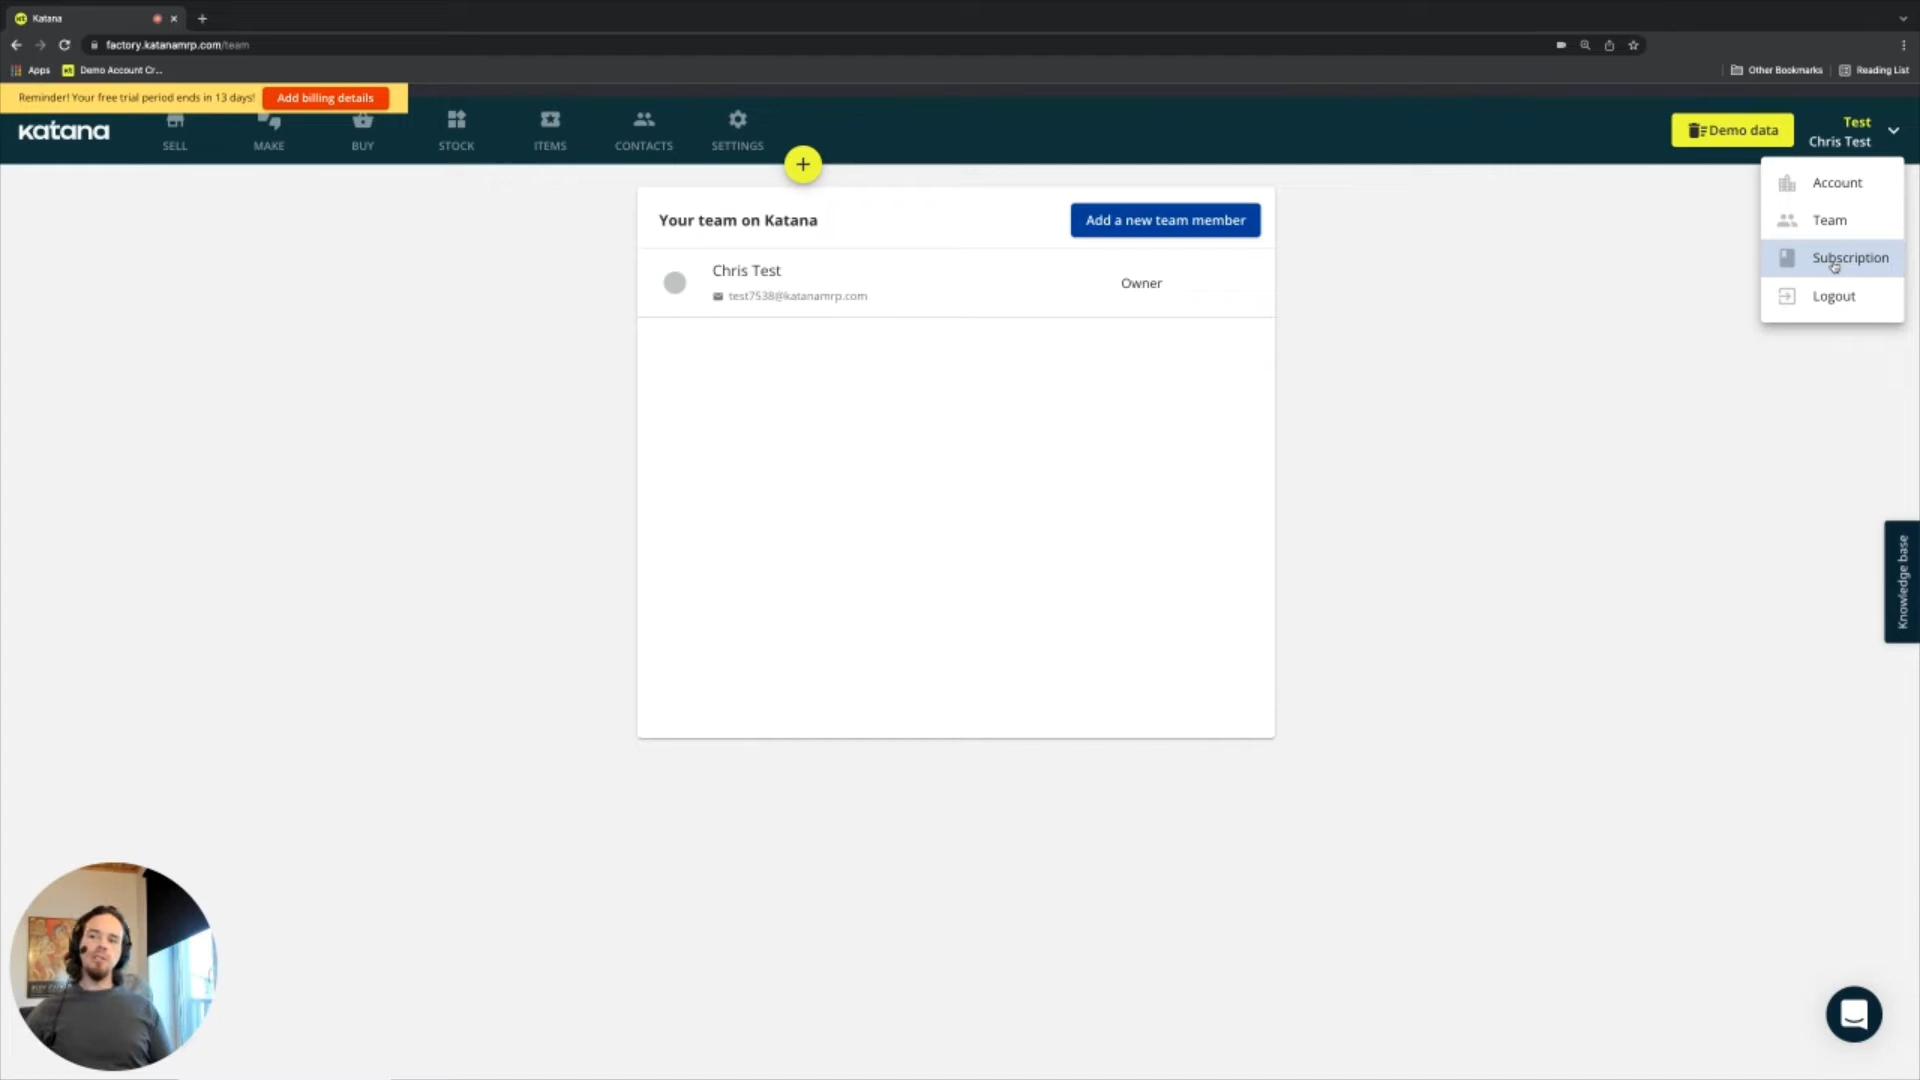 Katana
factory.katanamrp.com/team
Apps
Demo Account Cr...
Other Bookmarks
Reading List
Reminder! Your free trial period ends in 13 days!
Add billing details
katana
SELL
MAKE
BUY
STOCK
ITEMS
CONTACTS
SETTINGS
+
Demo data
Test
Chris Test
Account
Team
Subscription
Logout
Your team on Katana
Add a new team member
Chris Test
test7538@katanamrp.com
Owner
Knowledge base